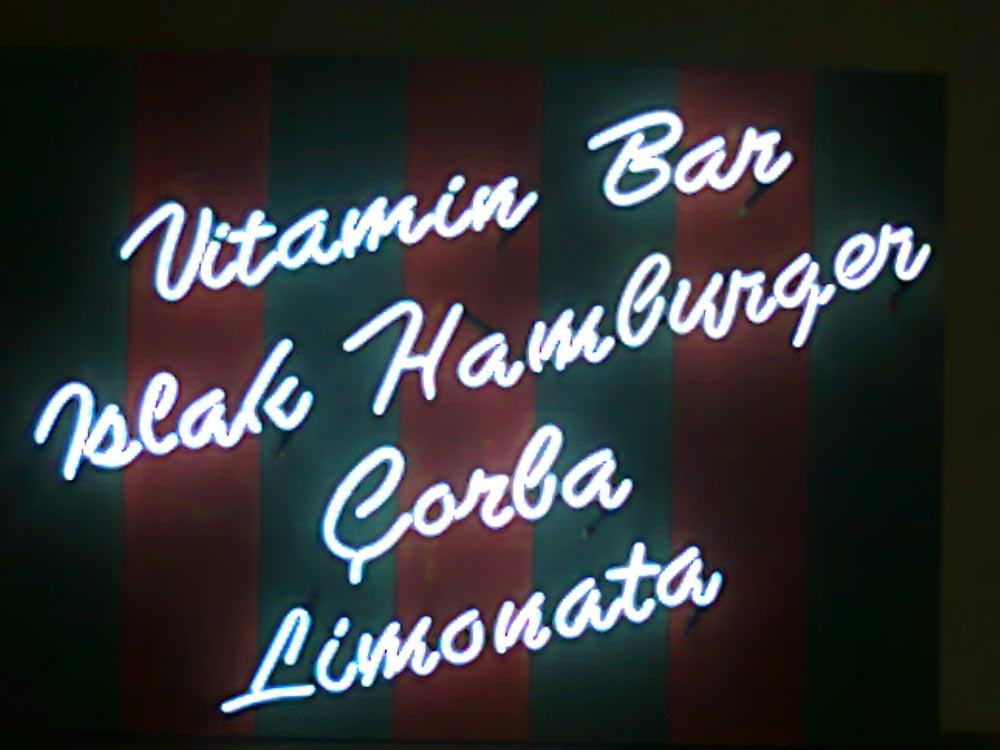 Vitamin Bar
Islak Hamburger
Çorba
Limonata